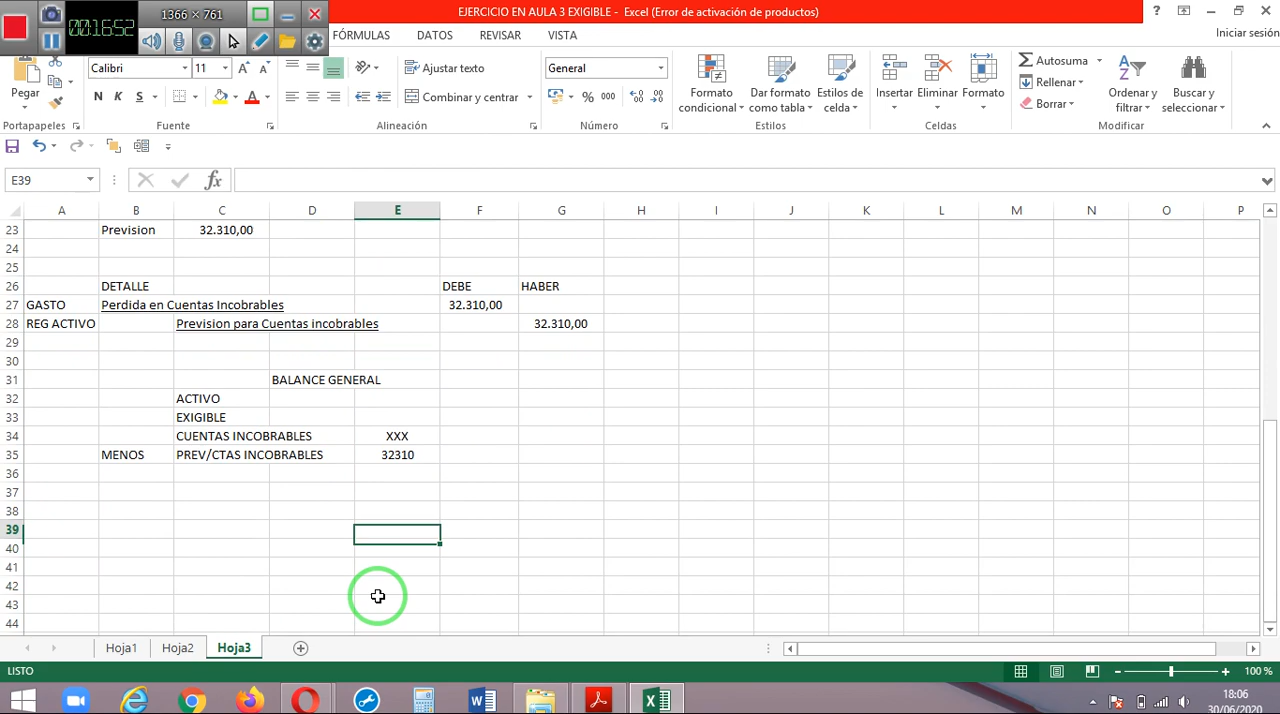 1366 × 761
00:16:52
EJERCICIO EN AULA 3 EXIGIBLE - Excel (Error de activación de productos)
?
FÓRMULAS DATOS REVISAR VISTA
Iniciar sesión
Calibri 11
Ajustar texto
General
Autosuma
Pegar
N K S
Combinar y centrar
% 000
Formato condicional
Dar formato como tabla
Estilos de celda
Insertar
Eliminar
Formato
Rellenar
Borrar
Ordenar y filtrar
Buscar y seleccionar
Portapapeles Fuente Alineación Número Estilos Celdas Modificar
E39 fx
A B C D E F G H I J K L M N O P
23 Prevision 32.310,00
24
25
26 DETALLE DEBE HABER
27 GASTO Perdida en Cuentas Incobrables 32.310,00
28 REG ACTIVO Prevision para Cuentas incobrables 32.310,00
29
30
31 BALANCE GENERAL
32 ACTIVO
33 EXIGIBLE
34 CUENTAS INCOBRABLES XXX
35 MENOS PREV/CTAS INCOBRABLES 32310
36
37
38
39
40
41
42
43
44
Hoja1 Hoja2 Hoja3
LISTO
100 %
18:06
30/06/2020